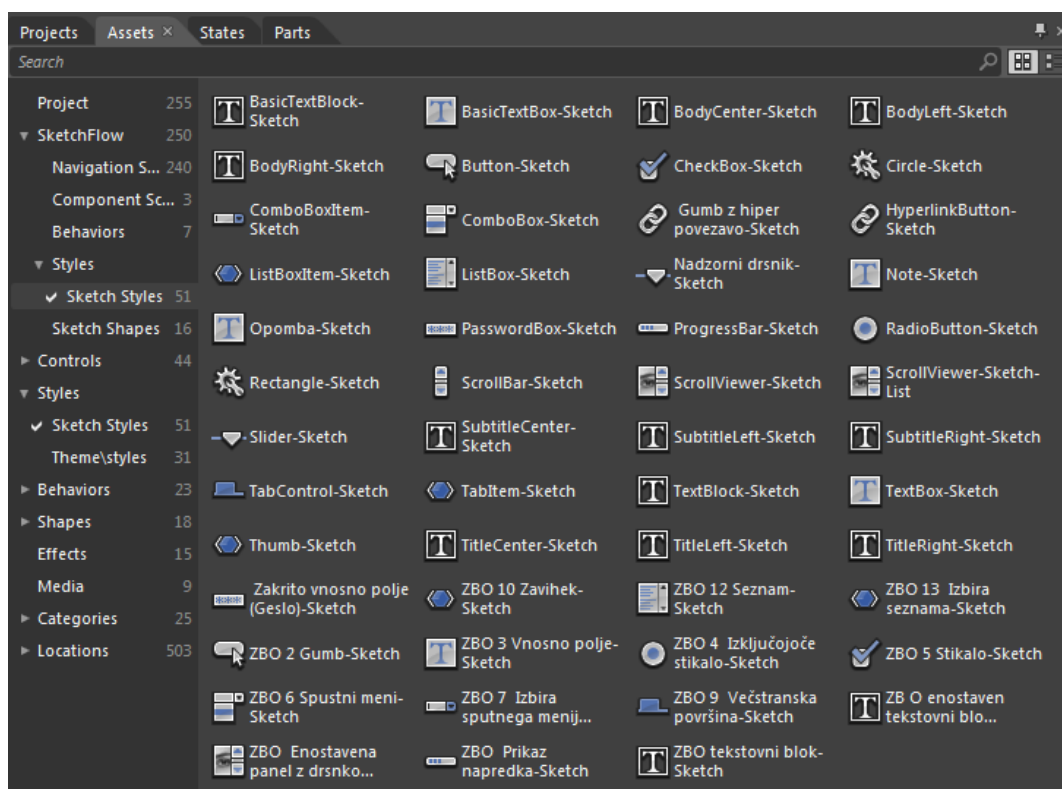 Projects Assets × States Parts
Search
Project 255
SketchFlow 250
Navigation S... 240
Component Sc... 3
Behaviors 7
Styles
Sketch Styles 51
Sketch Shapes 16
Controls 44
Styles
Sketch Styles 51
Theme\styles 31
Behaviors 23
Shapes 18
Effects 15
Media 9
Categories 25
Locations 503
BasicTextBlock-
Sketch
BasicTextBox-Sketch
BodyCenter-Sketch
BodyLeft-Sketch
BodyRight-Sketch
Button-Sketch
CheckBox-Sketch
Circle-Sketch
ComboBoxItem-
Sketch
ComboBox-Sketch
Gumb z hiper
povezavo-Sketch
HyperlinkButton-
Sketch
ListBoxItem-Sketch
ListBox-Sketch
Nadzorni drsnik-
Sketch
Note-Sketch
Opomba-Sketch
PasswordBox-Sketch
ProgressBar-Sketch
RadioButton-Sketch
Rectangle-Sketch
ScrollBar-Sketch
ScrollViewer-Sketch
ScrollViewer-Sketch-
List
Slider-Sketch
SubtitleCenter-
Sketch
SubtitleLeft-Sketch
SubtitleRight-Sketch
TabControl-Sketch
TabItem-Sketch
TextBlock-Sketch
TextBox-Sketch
Thumb-Sketch
TitleCenter-Sketch
TitleLeft-Sketch
TitleRight-Sketch
Zakrito vnosno polje
(Geslo)-Sketch
ZBO 10 Zavihek-
Sketch
ZBO 12 Seznam-
Sketch
ZBO 13 Izbira
seznama-Sketch
ZBO 2 Gumb-Sketch
ZBO 3 Vnosno polje-
Sketch
ZBO 4 Izključojoče
stikalo-Sketch
ZBO 5 Stikalo-Sketch
ZBO 6 Spustni meni-
Sketch
ZBO 7 Izbira
sputnega menij...
ZBO 9 Večstranska
površina-Sketch
ZB O enostaven
tekstovni blo...
ZBO Enostavena
panel z drsnko...
ZBO Prikaz
napredka-Sketch
ZBO tekstovni blok-
Sketch